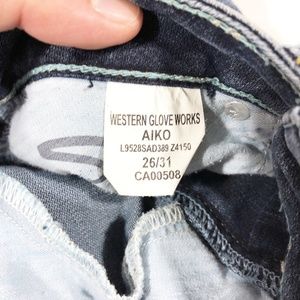 WESTERN GLOVE WORKS
AIKO
L9528SAD389 Z4150
26/31
CA00508